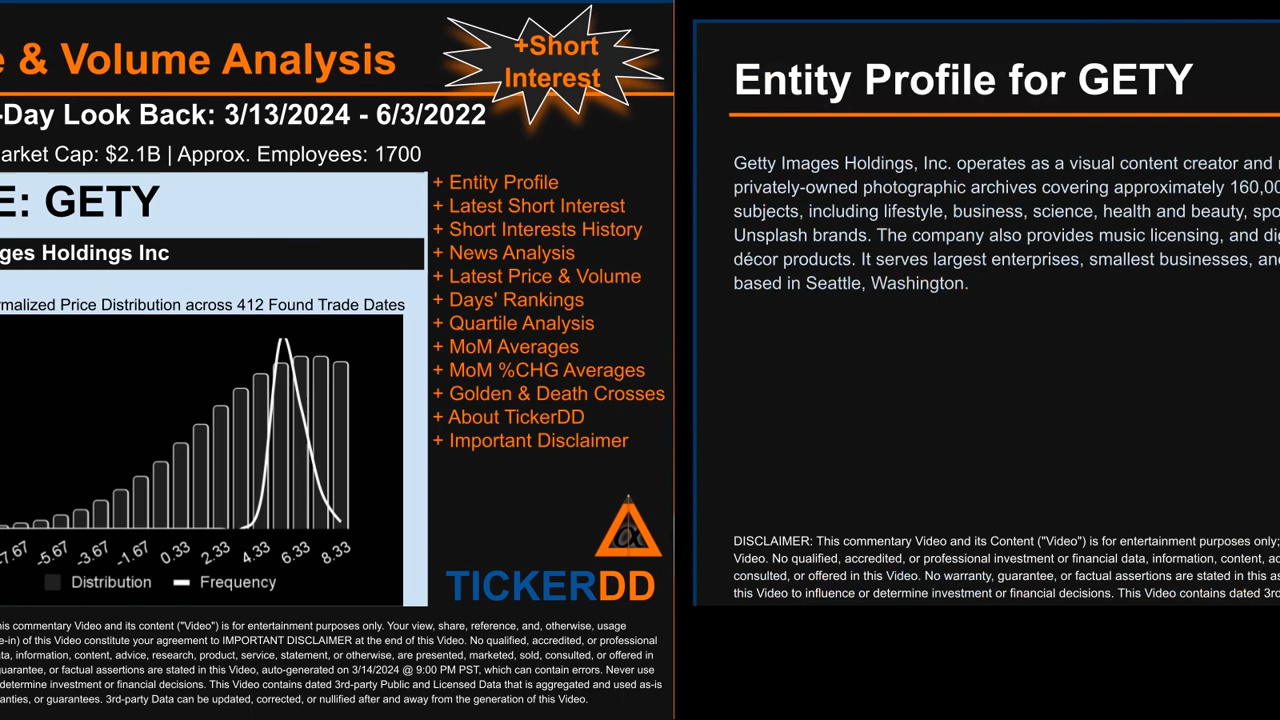 & Volume Analysis
+Short
Interest
-Day Look Back: 3/13/2024 - 6/3/2022
arket Cap: $2.1B | Approx. Employees: 1700
E: GETY
ges Holdings Inc
rmalized Price Distribution across 412 Found Trade Dates
-5.67
-3.67
-1.67
0.33
2.33
4.33
6.33
8.33
Distribution
Frequency
+ Entity Profile
+ Latest Short Interest
+ Short Interests History
+ News Analysis
+ Latest Price & Volume
+ Days' Rankings
+ Quartile Analysis
+ MoM Averages
+ MoM %CHG Averages
+ Golden & Death Crosses
+ About TickerDD
+ Important Disclaimer
TICKERDD
is commentary Video and its content ("Video") is for entertainment purposes only. Your view, share, reference, and, otherwise, usage
e-in) of this Video constitute your agreement to IMPORTANT DISCLAIMER at the end of this Video. No qualified, accredited, or professional
ta, information, content, advice, research, product, service, statement, or otherwise, are presented, marketed, sold, consulted, or offered in
guarantee, or factual assertions are stated in this Video, auto-generated on 3/14/2024 @ 9:00 PM PST, which can contain errors. Never use
determine investment or financial decisions. This Video contains dated 3rd-party Public and Licensed Data that is aggregated and used as-is
anties, or guarantees. 3rd-party Data can be updated, corrected, or nullified after and away from the generation of this Video.
Entity Profile for GETY
Getty Images Holdings, Inc. operates as a visual content creator and
privately-owned photographic archives covering approximately 160,00
subjects, including lifestyle, business, science, health and beauty, spo
Unsplash brands. The company also provides music licensing, and di
décor products. It serves largest enterprises, smallest businesses, an
based in Seattle, Washington.
DISCLAIMER: This commentary Video and its Content ("Video") is for entertainment purposes only;
Video. No qualified, accredited, or professional investment or financial data, information, content, a
consulted, or offered in this Video. No warranty, guarantee, or factual assertions are stated in this as
this Video to influence or determine investment or financial decisions. This Video contains dated 3rd